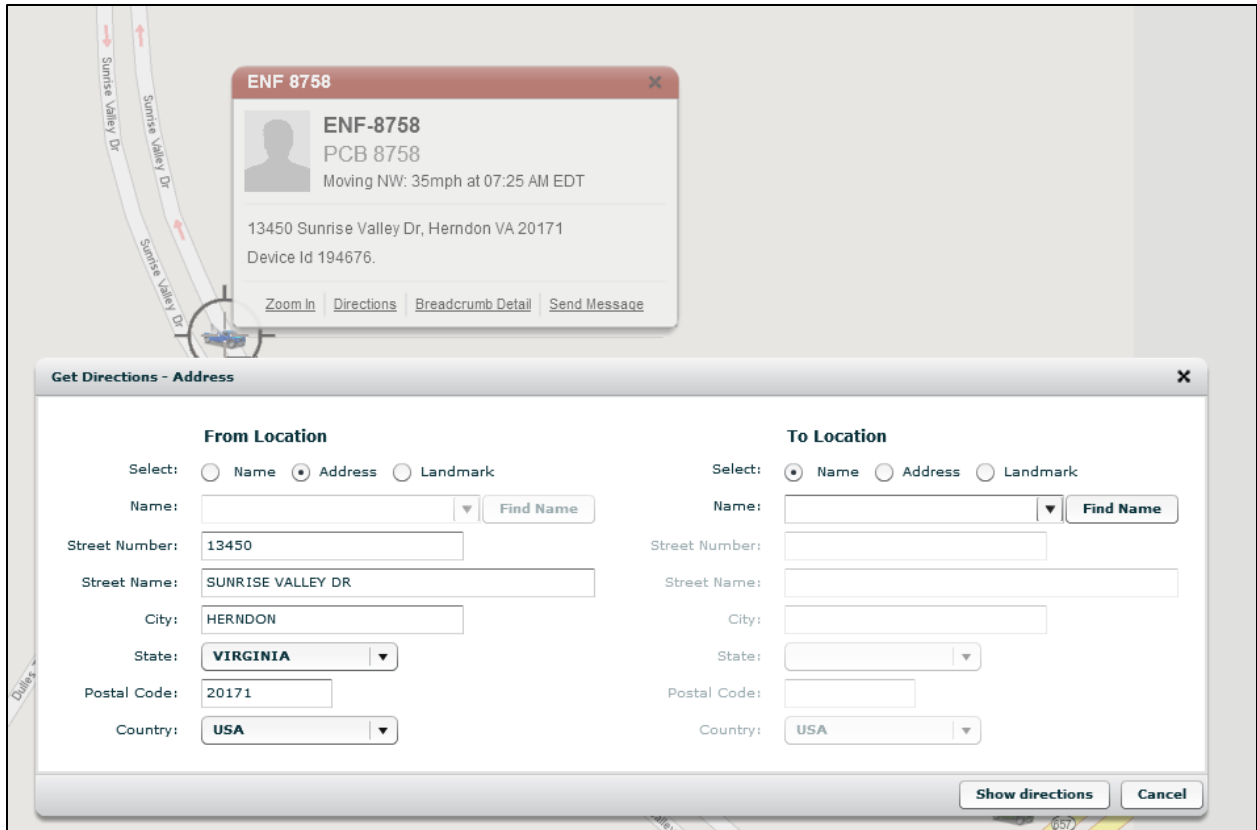 Sunrise Valley Dr
Sunrise Valley Dr
Sunrise Valley Dr
ENF 8758
ENF-8758
PCB 8758
Moving NW: 35mph at 07:25 AM EDT
13450 Sunrise Valley Dr, Herndon VA 20171
Device Id 194676.
Zoom In Directions Breadcrumb Detail Send Message
Get Directions - Address
From Location To Location
Select: Name Address Landmark Select: Name Address Landmark
Name: Find Name Name: Find Name
Street Number: 13450 Street Number:
Street Name: SUNRISE VALLEY DR Street Name:
City: HERNDON City:
State: VIRGINIA State:
Dulles
Postal Code: 20171 Postal Code:
Country: USA Country: USA
Show directions Cancel
657